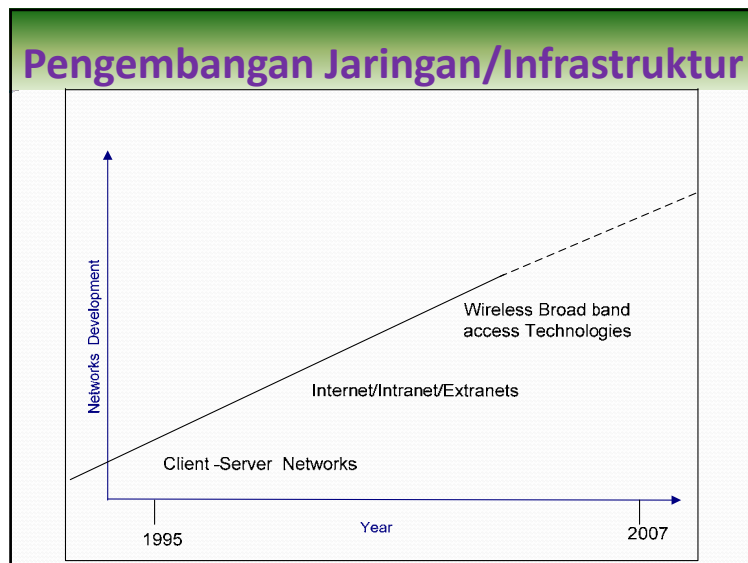 Pengembangan Jaringan/Infrastruktur
Networks Development
Wireless Broad band
access Technologies
Internet/Intranet/Extranets
Client -Server Networks
1995
Year
2007